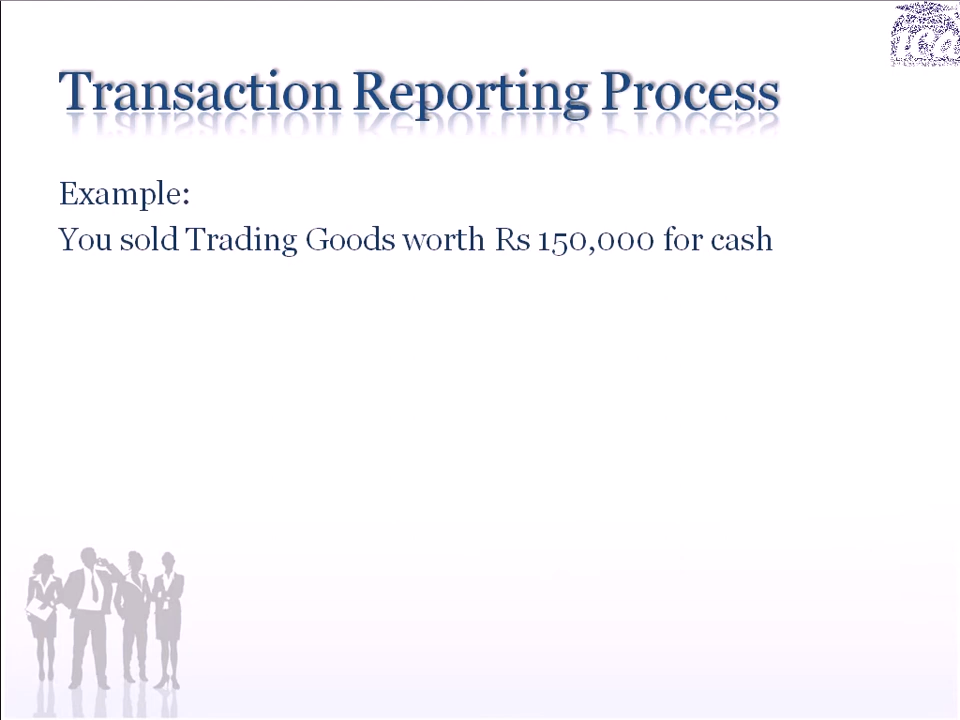 Transaction Reporting Process
Example:
You sold Trading Goods worth Rs 150,000 for cash